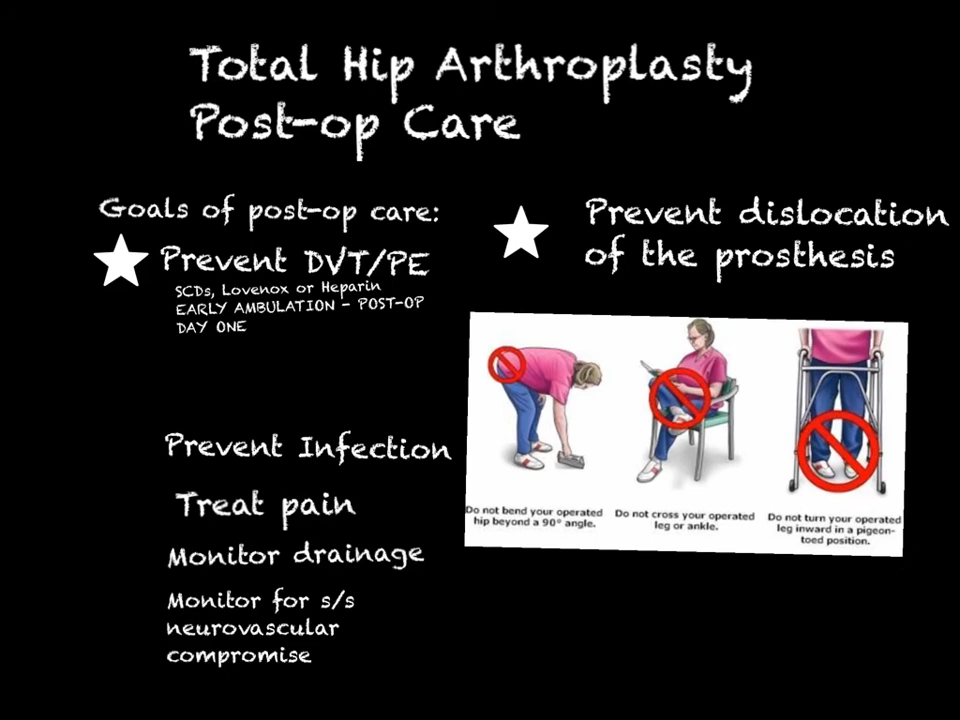 Total Hip Arthroplasty
Post-op Care
Goals of post-op care:
Prevent DVT/PE
SCDs, Lovenox or Heparin
EARLY AMBULATION - POST-OP
DAY ONE
Prevent Infection
Treat pain
Monitor drainage
Monitor for s/s
neurovascular
compromise
Prevent dislocation
of the prosthesis
Do not bend your operated
hip beyond a 90° angle.
Do not cross your operated
leg or ankle.
Do not turn your operated
leg inward in a pigeon-
toed position.